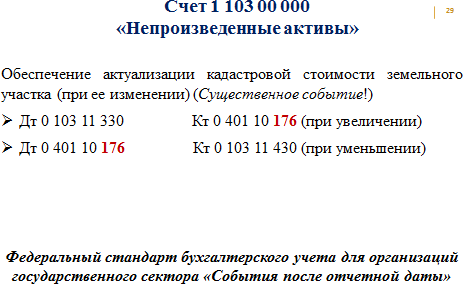 Счет 1 103 00 000
29
«Непроизведенные активы»
Обеспечение актуализации кадастровой стоимости земельного
участка (при ее изменении) (Существенное событие!)
➢ Дт 0 103 11 330 Кт 0 401 10 176 (при увеличении)
➢ Дт 0 401 10 176 Кт 0 103 11 430 (при уменьшении)
Федеральный стандарт бухгалтерского учета для организаций
государственного сектора «События после отчетной даты»